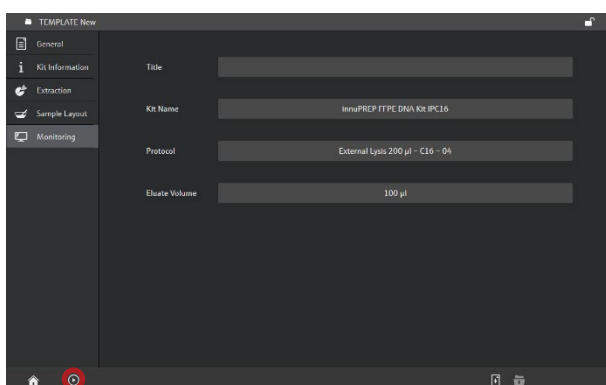 TEMPLATE New
General
Kit Information
Extraction
Sample Layout
Monitoring
Title
Kit Name
innuPREP FFPE DNA Kit IPC16
Protocol
External Lysis 200 µl – C16 – 04
Eluate Volume
100 µl